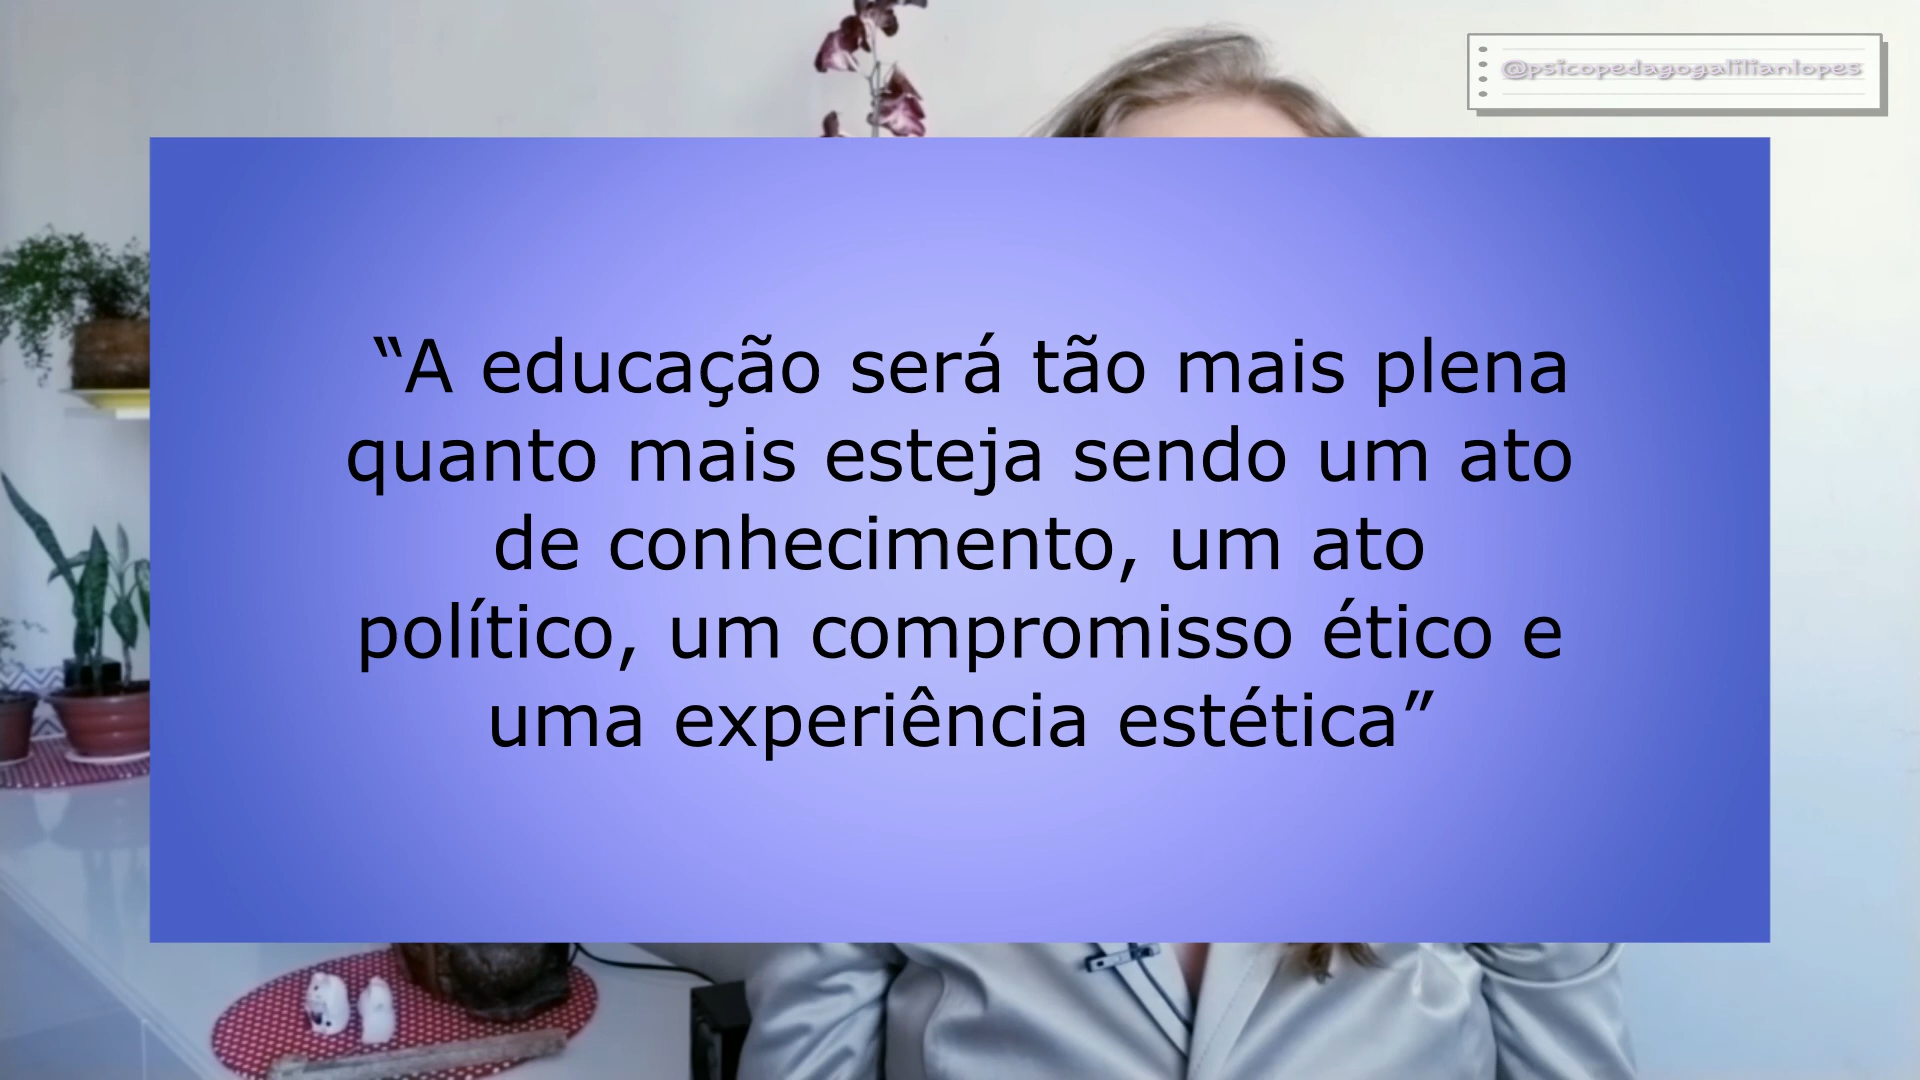 @psicopedagogalilianlopes
“A educação será tão mais plena
quanto mais esteja sendo um ato
de conhecimento, um ato
político, um compromisso ético e
uma experiência estética”